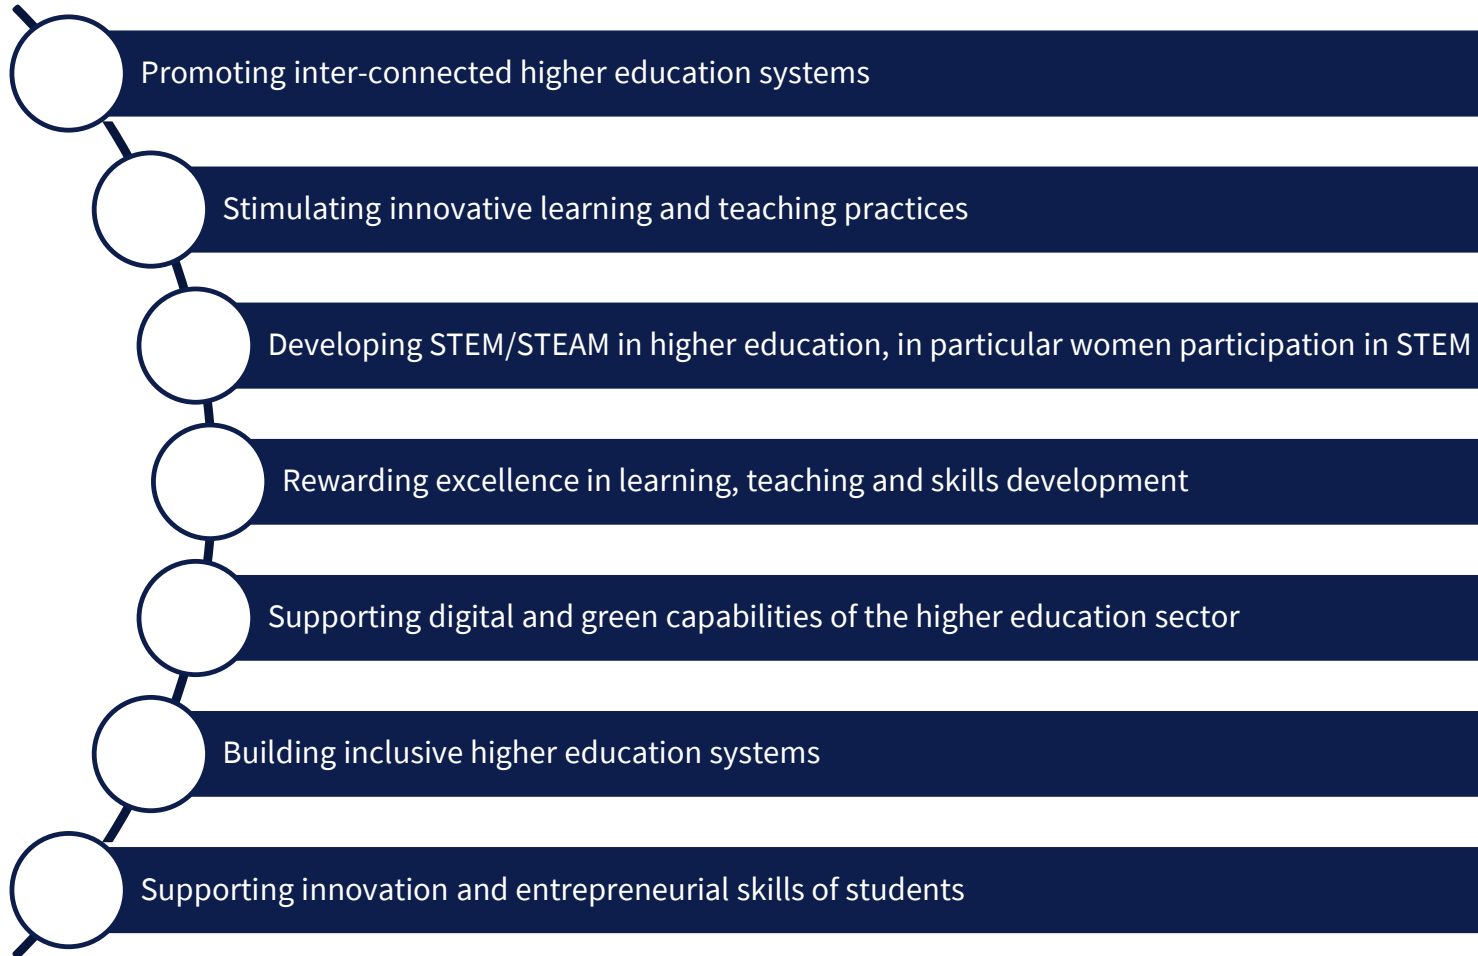 Promoting inter-connected higher education systems
Stimulating innovative learning and teaching practices
Developing STEM/STEAM in higher education, in particular women participation in STEM
Rewarding excellence in learning, teaching and skills development
Supporting digital and green capabilities of the higher education sector
Building inclusive higher education systems
Supporting innovation and entrepreneurial skills of students